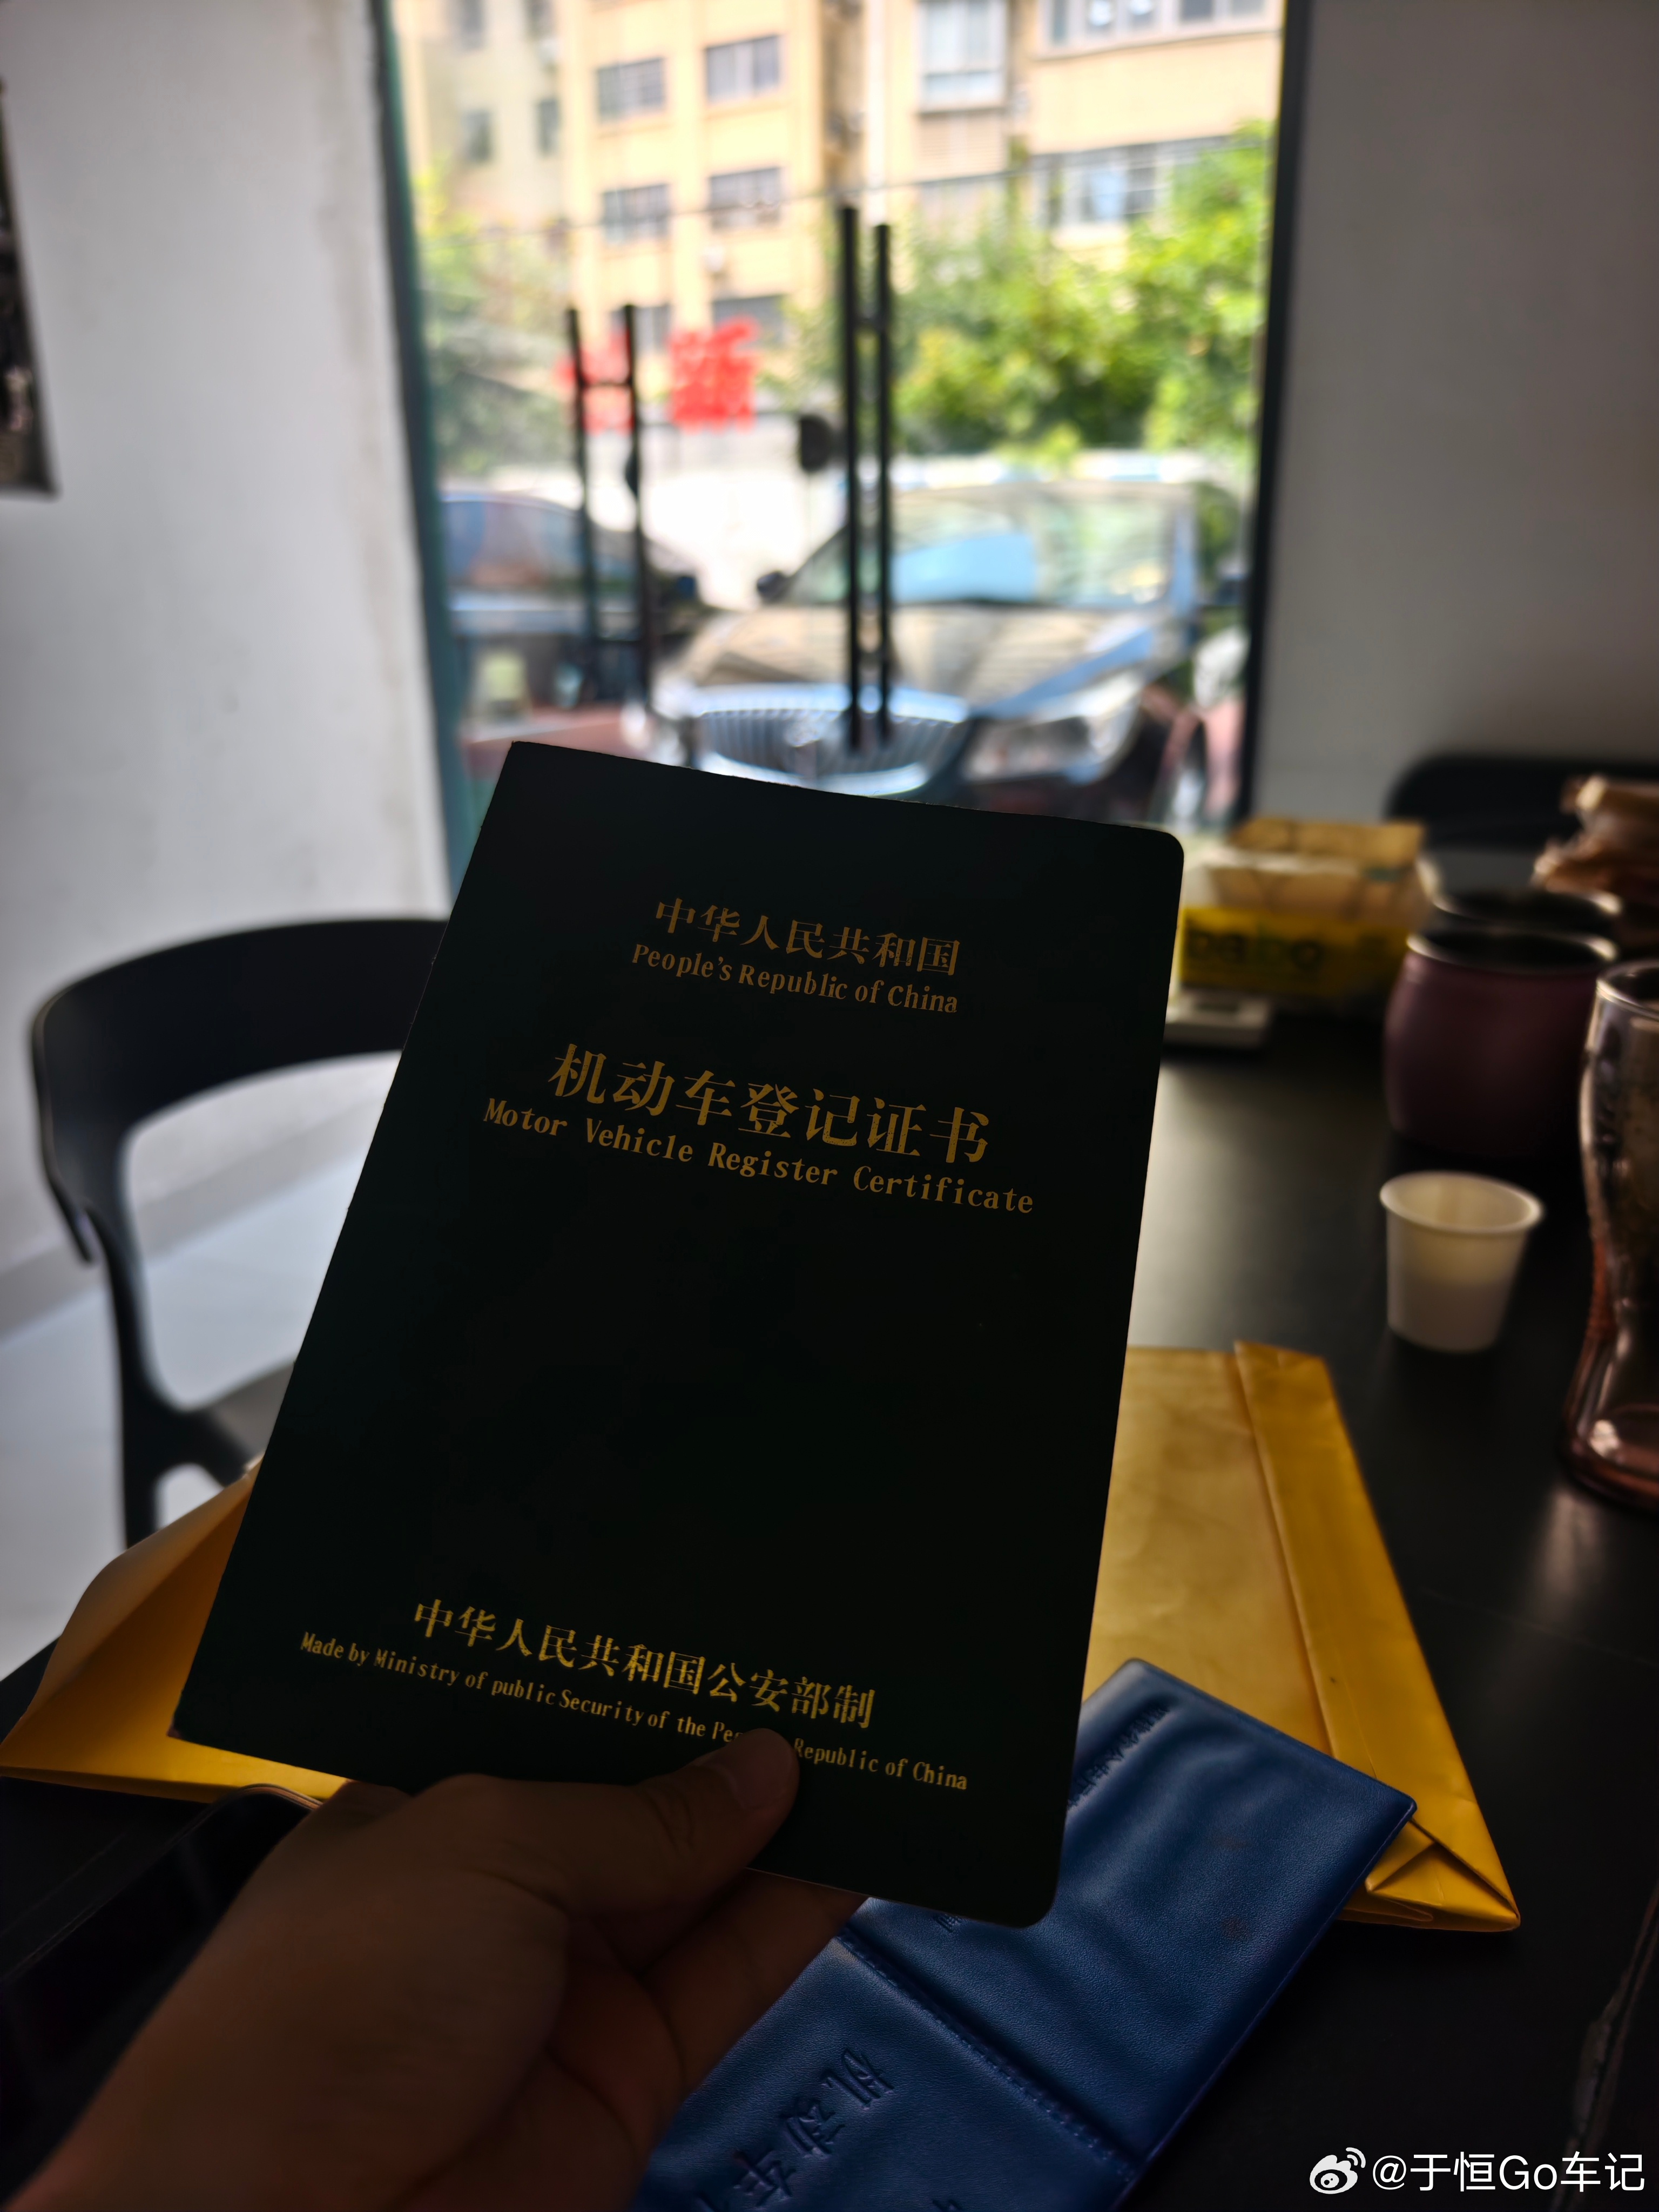 中华人民共和国
People's Republic of China
机动车登记证书
Motor Vehicle Register Certificate
中华人民共和国公安部制
Made by Ministry of public Security of the Republic of China
@于恒Go车记